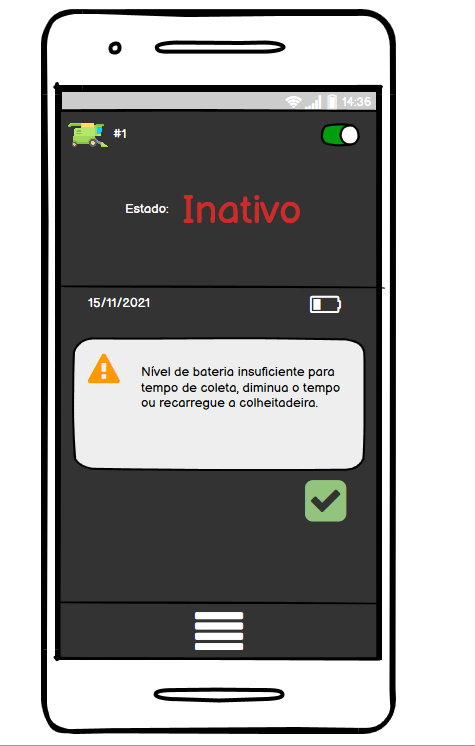 14:36
#1
Estado: Inativo
15/11/2021
Nível de bateria insuficiente para
tempo de coleta, diminua o tempo
ou recarregue a colheitadeira.